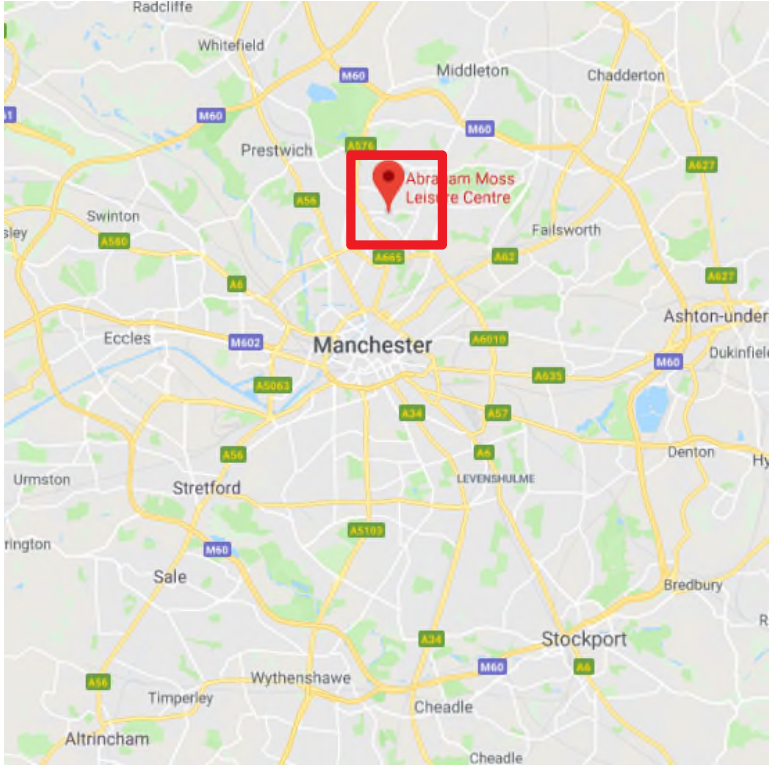 Radcliffe
Whitefield
Middleton
Chadderton
M60
M60
M60
Prestwich
A576
A627
A56
Abraham Moss
Leisure Centre
Swinton
A580
Failsworth
A665
A62
A6
A627
Ashton-under
Eccles
M602
Manchester
A6010
M60
Dukinfield
A5063
A635
A34
A57
A56
A6
Denton
Hy
Urmston
Stretford
LEVENSHULME
A5103
rington
M60
Sale
Bredbury
A34
Stockport
M60
A6
A56
Wythenshawe
Timperley
Cheadle
Altrincham
Cheadle